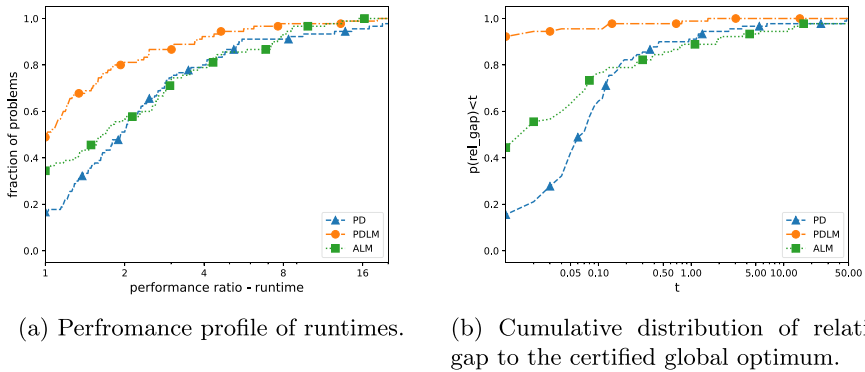 1.0
0.8
0.6
0.4
0.2
0.0
fraction of problems
PD
PDLM
ALM
1 2 4 8 16
performance ratio - runtime
(a) Perfromance profile of runtimes.
1.0
0.8
0.6
0.4
0.2
0.0
p(rel_gap)<t
PD
PDLM
ALM
0.05 0.10 0.50 1.00 5.00 10.00 50.00
t
(b) Cumulative distribution of relati
gap to the certified global optimum.